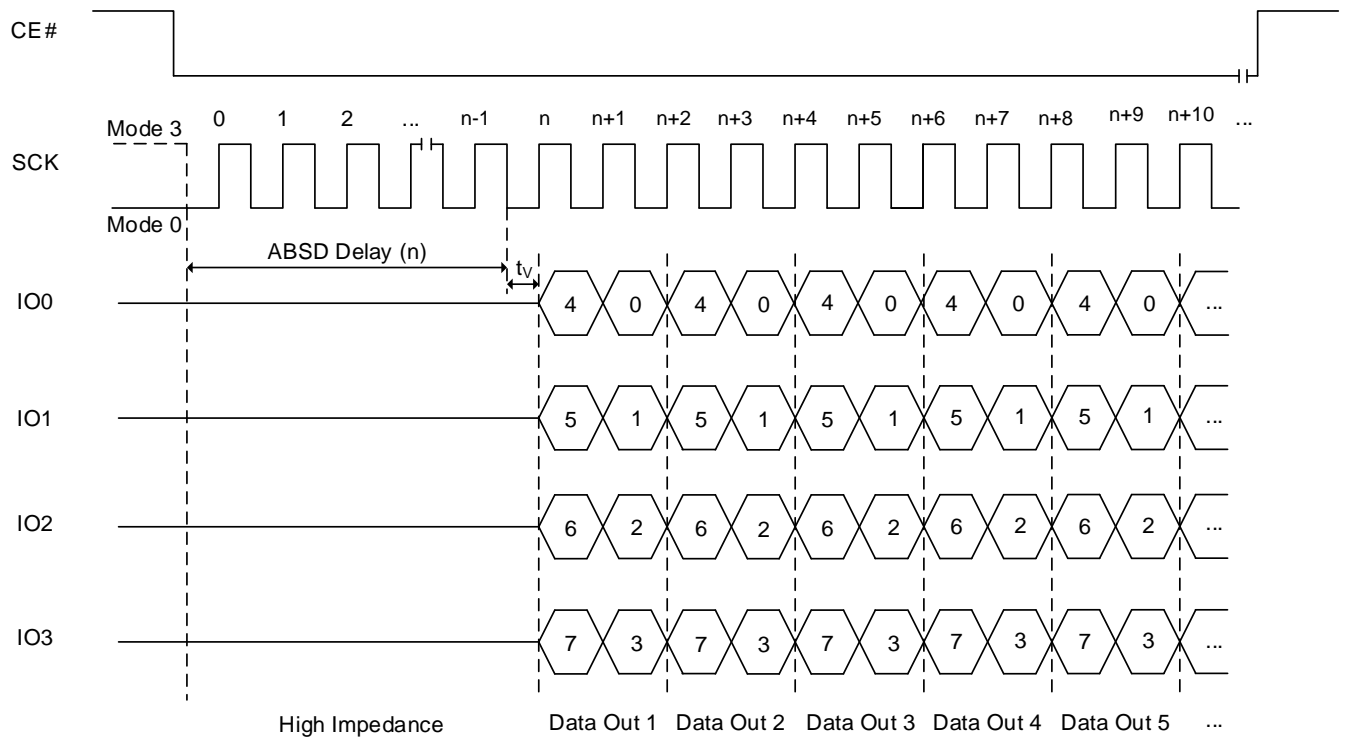 CE#
0 1 2 ... n-1 n n+1 n+2 n+3 n+4 n+5 n+6 n+7 n+8 n+9 n+10 ...
Mode 3
SCK
Mode 0
ABSD Delay (n)
tV
IO0 4 0 4 0 4 0 4 0 4 0 ...
IO1 5 1 5 1 5 1 5 1 5 1 ...
IO2 6 2 6 2 6 2 6 2 6 2 ...
IO3 7 3 7 3 7 3 7 3 7 3 ...
High Impedance Data Out 1 Data Out 2 Data Out 3 Data Out 4 Data Out 5 ...